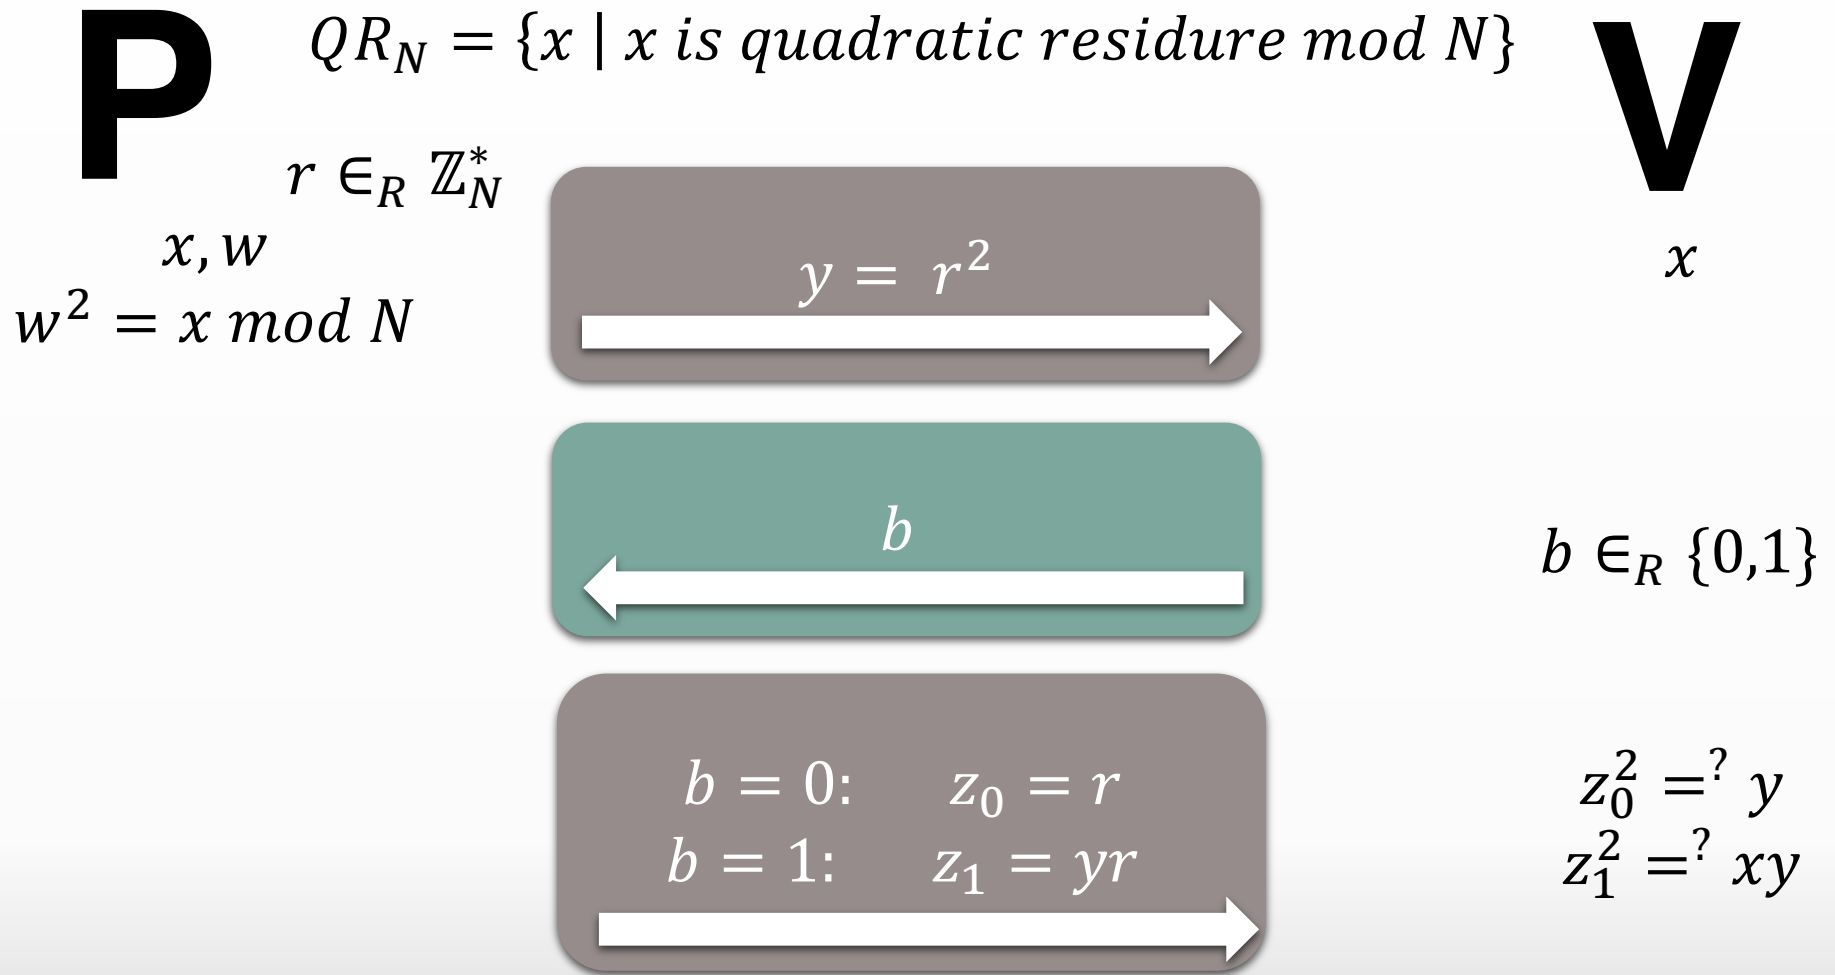 P
QR_N = {x | x is quadratic residure mod N}
V
r ∈_R ℤ*_N
x, w
w² = x mod N
y = r²
x
b
b ∈_R {0,1}
b = 0: z₀ = r
b = 1: z₁ = yr
z₀² =? y
z₁² =? xy